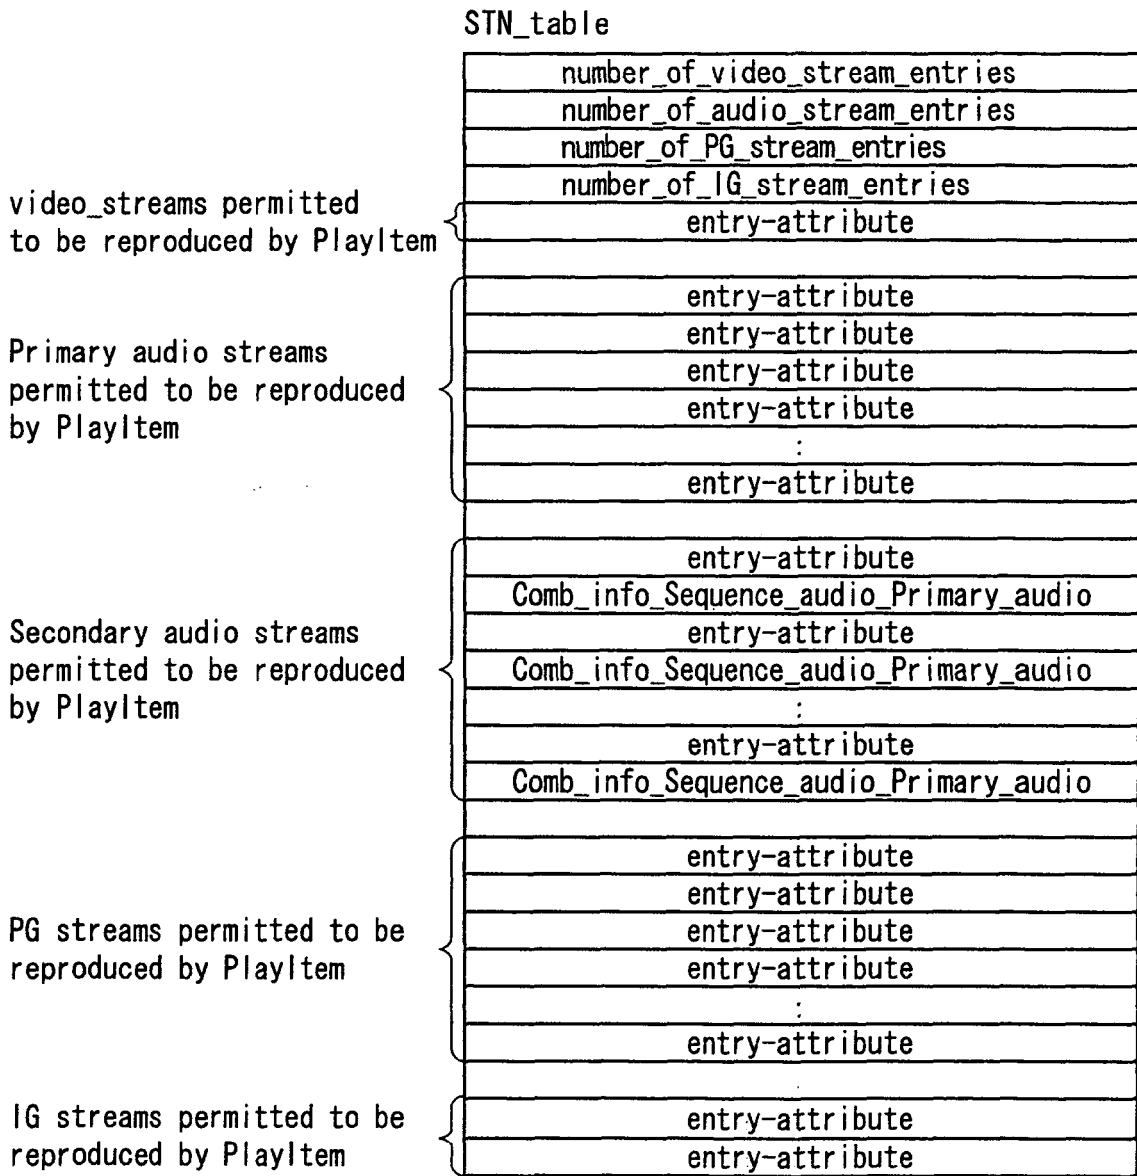 STN_table
number_of_video_stream_entries
number_of_audio_stream_entries
number_of_PG_stream_entries
number_of_IG_stream_entries
video_streams permitted
to be reproduced by PlayItem
entry-attribute
Primary audio streams
permitted to be reproduced
by PlayItem
entry-attribute
entry-attribute
entry-attribute
entry-attribute
:
entry-attribute
Secondary audio streams
permitted to be reproduced
by PlayItem
entry-attribute
Comb_info_Sequence_audio_Primary_audio
entry-attribute
Comb_info_Sequence_audio_Primary_audio
:
entry-attribute
Comb_info_Sequence_audio_Primary_audio
PG streams permitted to be
reproduced by PlayItem
entry-attribute
entry-attribute
entry-attribute
entry-attribute
:
entry-attribute
IG streams permitted to be
reproduced by PlayItem
entry-attribute
entry-attribute